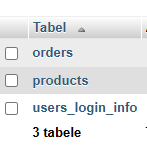 Tabel
orders
products
users_login_info
3 tabele